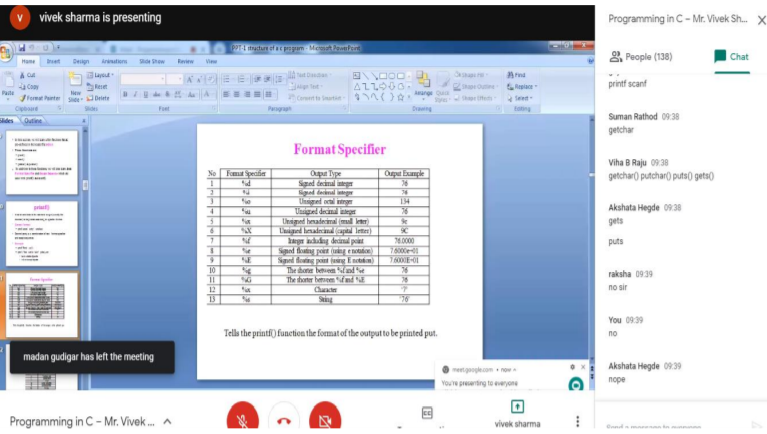 V vivek sharma is presenting
PPT-1 structure of a c program - Microsoft PowerPoint
Home Insert Design Animations Slide Show Review View
Paste
Cut
Copy
Format Painter
Clipboard
New Slide
Layout
Reset
Delete
Slides
Font
Text Direction
Align Text
Convert to SmartArt
Paragraph
Arrange Quick Styles
Shape Fill
Shape Outline
Shape Effects
Drawing
Find
Replace
Select
Editing
Slides Outline
printf()
Format Specifier
No Format Specifier Output Type Output Example
1 %d Signed decimal integer 76
2 %i Signed decimal integer 76
3 %o Unsigned octal integer 134
4 %u Unsigned decimal integer 76
5 %x Unsigned hexadecimal (small letter) 9c
6 %X Unsigned hexadecimal (capital letter) 9C
7 %f Integer including decimal point 76.0000
8 %e Signed floating point (using e notation) 7.6000e+01
9 %E Signed floating point (using E notation) 7.6000E+01
10 %g The shorter between %f and %e 76
11 %G The shorter between %f and %E 76
12 Character '7'
13 %s String '76'
Tells the printf() function the format of the output to be printed put.
madan gudigar has left the meeting
meet.google.com • now
You're presenting to everyone
Programming in C – Mr. Vivek ...
vivek sharma
Programming in C – Mr. Vivek Sh... X
People (138) Chat
printf scanf
Suman Rathod 09:38
getchar
Viha B Raju 09:38
getchar() putchar() puts() gets()
Akshata Hegde 09:38
gets
puts
raksha 09:39
no sir
You 09:39
no
Akshata Hegde 09:39
nope
Send a message to everyone